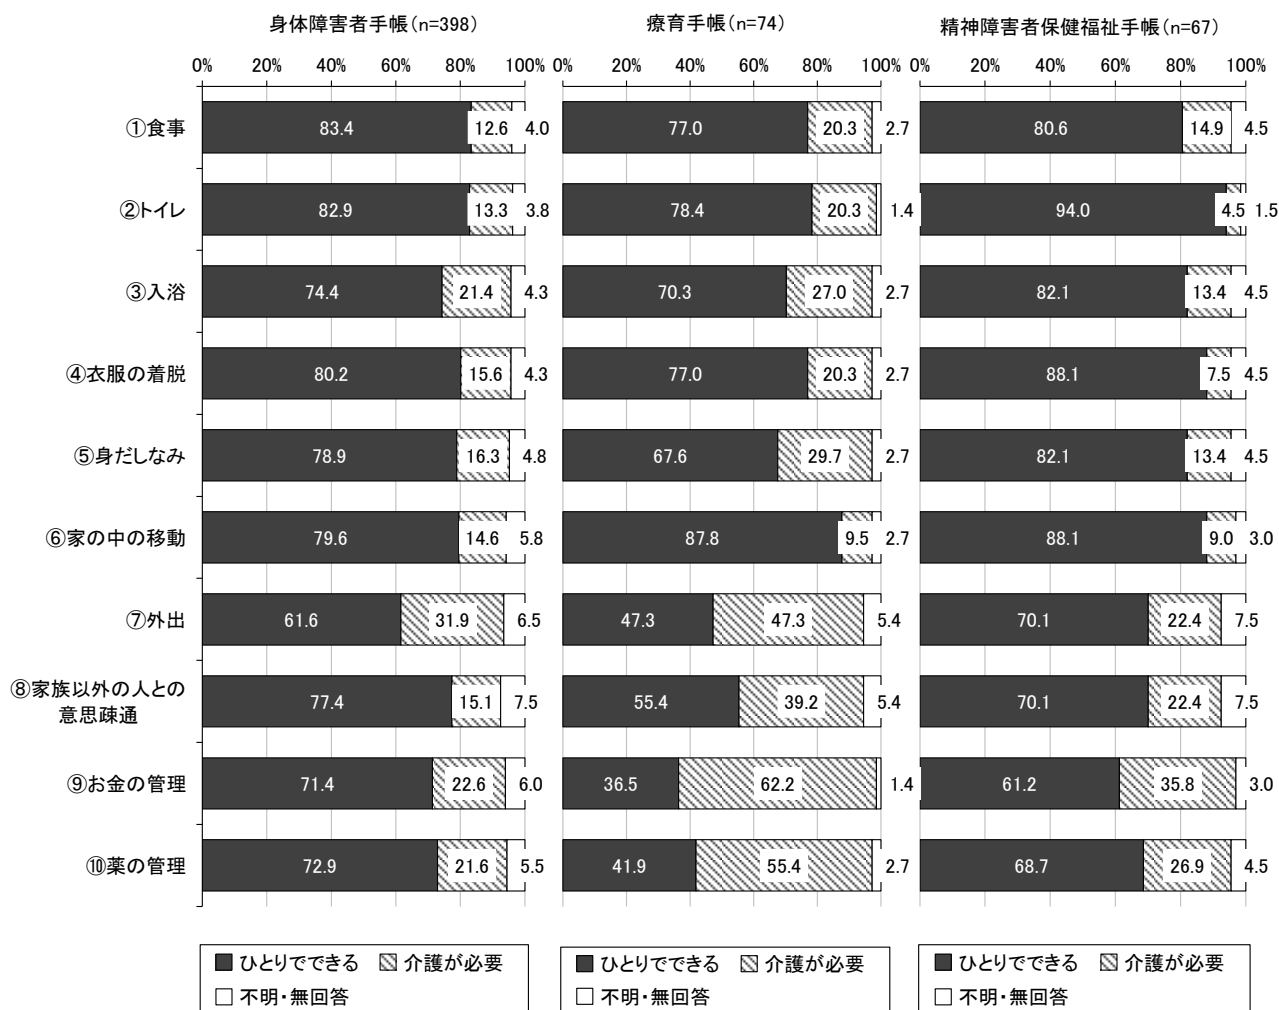 身体障害者手帳(n=398) 療育手帳(n=74) 精神障害者保健福祉手帳(n=67)
0% 20% 40% 60% 80% 100% 0% 20% 40% 60% 80% 100% 0% 20% 40% 60% 80% 100%
①食事 83.4 12.6 4.0 77.0 20.3 2.7 80.6 14.9 4.5
②トイレ 82.9 13.3 3.8 78.4 20.3 1.4 94.0 4.5 1.5
③入浴 74.4 21.4 4.3 70.3 27.0 2.7 82.1 13.4 4.5
④衣服の着脱 80.2 15.6 4.3 77.0 20.3 2.7 88.1 7.5 4.5
⑤身だしなみ 78.9 16.3 4.8 67.6 29.7 2.7 82.1 13.4 4.5
⑥家の中の移動 79.6 14.6 5.8 87.8 9.5 2.7 88.1 9.0 3.0
⑦外出 61.6 31.9 6.5 47.3 47.3 5.4 70.1 22.4 7.5
⑧家族以外の人との
意思疎通 77.4 15.1 7.5 55.4 39.2 5.4 70.1 22.4 7.5
⑨お金の管理 71.4 22.6 6.0 36.5 62.2 1.4 61.2 35.8 3.0
⑩薬の管理 72.9 21.6 5.5 41.9 55.4 2.7 68.7 26.9 4.5
ひとりでできる 介護が必要 ひとりでできる 介護が必要 ひとりでできる 介護が必要
不明・無回答 不明・無回答 不明・無回答